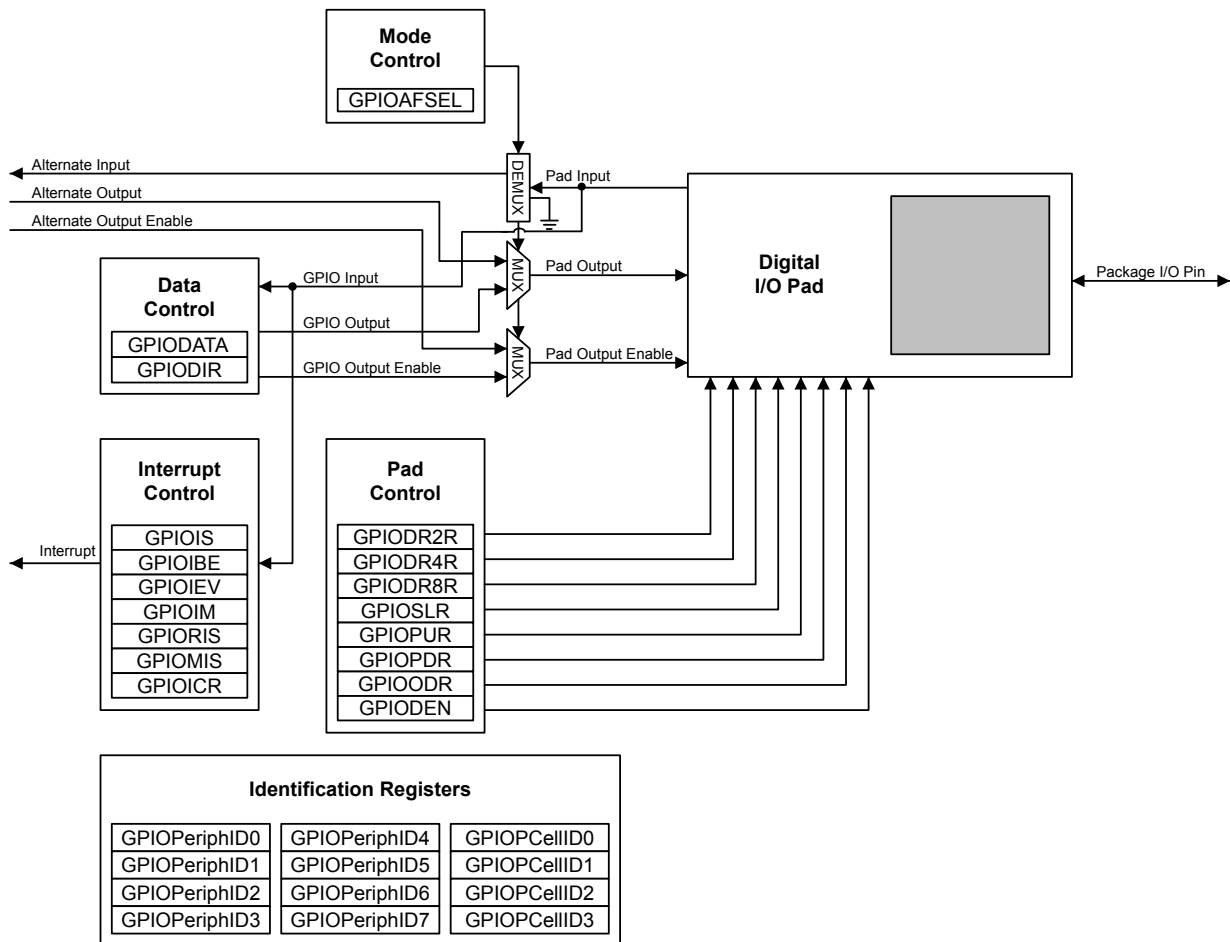 Mode
Control
GPIOAFSEL
Alternate Input
Alternate Output
Alternate Output Enable
DEMUX
Pad Input
MUX
Pad Output
MUX
Pad Output Enable
Digital
I/O Pad
Package I/O Pin
Data
Control
GPIODATA
GPIODIR
GPIO Input
GPIO Output
GPIO Output Enable
Interrupt
Control
GPIOIS
GPIOIBE
GPIOIEV
GPIOIM
GPIORIS
GPIOMIS
GPIOICR
Interrupt
Pad
Control
GPIODR2R
GPIODR4R
GPIODR8R
GPIOSLR
GPIOPUR
GPIOPDR
GPIOODR
GPIODEN
Identification Registers
GPIOPeriphID0
GPIOPeriphID1
GPIOPeriphID2
GPIOPeriphID3
GPIOPeriphID4
GPIOPeriphID5
GPIOPeriphID6
GPIOPeriphID7
GPIOPCellID0
GPIOPCellID1
GPIOPCellID2
GPIOPCellID3